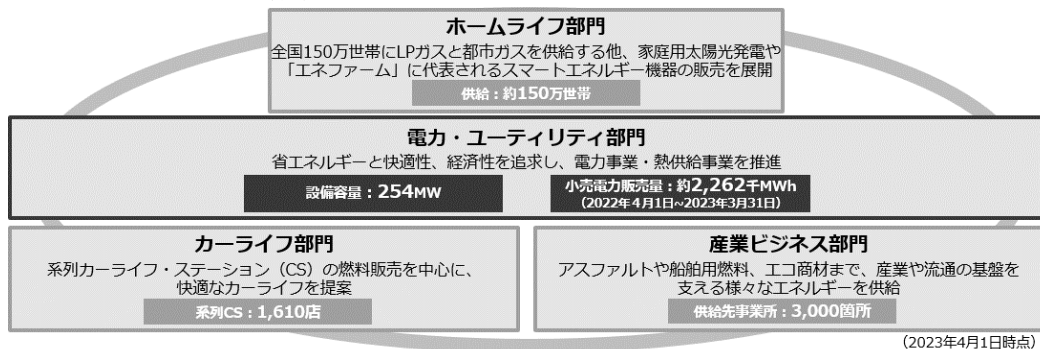 ホームライフ部門
全国150万世帯にLPガスと都市ガスを供給する他、家庭用太陽光発電や
「エネファーム」に代表されるスマートエネルギー機器の販売を展開
供給：約150万世帯
電力・ユーティリティ部門
省エネルギーと快適性、経済性を追求し、電力事業・熱供給事業を推進
設備容量：254MW
小売電力販売量：約2,262千MWh
（2022年4月1日~2023年3月31日）
カーライフ部門
系列カーライフ・ステーション（CS）の燃料販売を中心に、
快適なカーライフを提案
系列CS：1,610店
産業ビジネス部門
アスファルトや船舶用燃料、エコ商材まで、産業や流通の基盤を
支える様々なエネルギーを供給
供給先事業所：3,000箇所
（2023年4月1日時点）